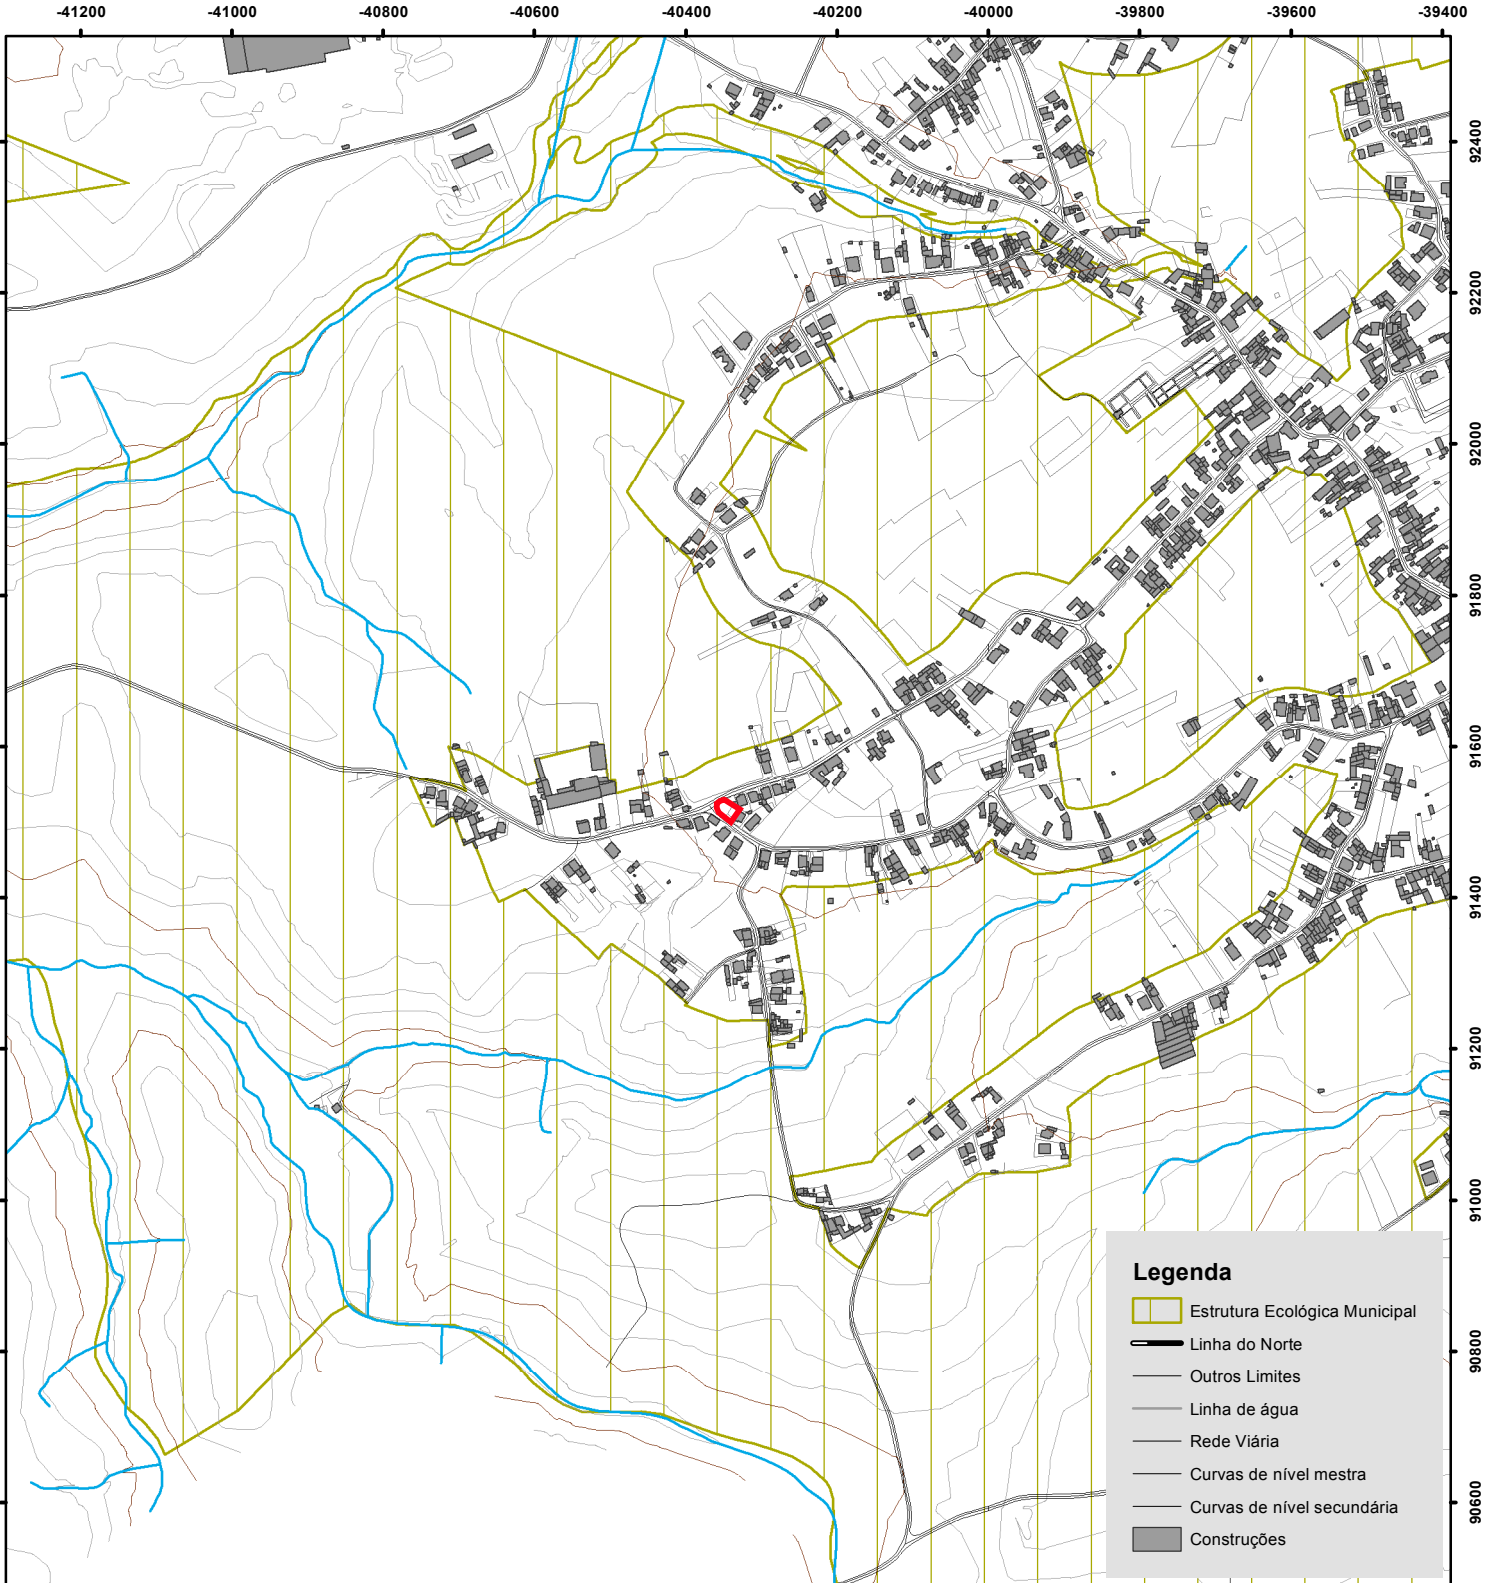 -41200 -41000 -40800 -40600 -40400 -40200 -40000 -39800 -39600 -39400
92400
92200
92000
91800
91600
91400
91200
91000
90800
90600
Legenda
Estrutura Ecológica Municipal
Linha do Norte
Outros Limites
Linha de água
Rede Viária
Curvas de nível mestra
Curvas de nível secundária
Construções